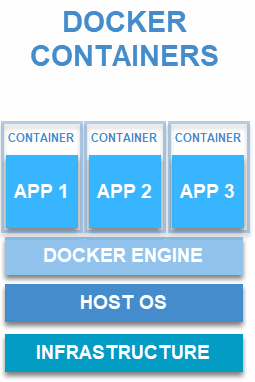 DOCKER
CONTAINERS
CONTAINER CONTAINER CONTAINER
APP 1 APP 2 APP 3
DOCKER ENGINE
HOST OS
INFRASTRUCTURE